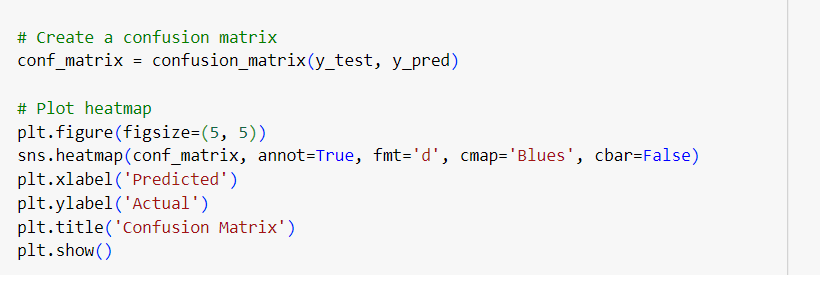 # Create a confusion matrix
conf_matrix = confusion_matrix(y_test, y_pred)
# Plot heatmap
plt.figure(figsize=(5, 5))
sns.heatmap(conf_matrix, annot=True, fmt='d', cmap='Blues', cbar=False)
plt.xlabel('Predicted')
plt.ylabel('Actual')
plt.title('Confusion Matrix')
plt.show()